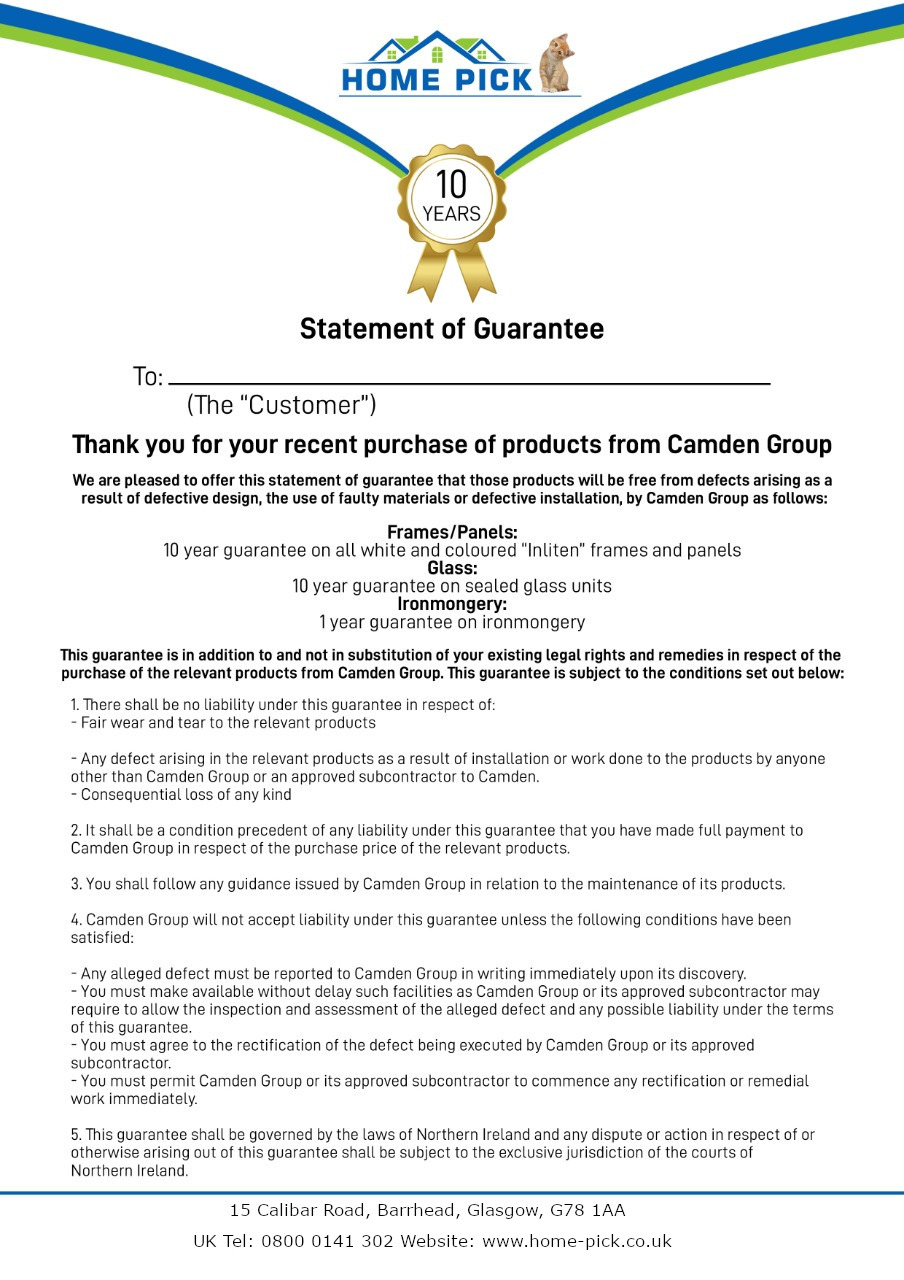 HOME PICK
10
YEARS
Statement of Guarantee
To:
(The “Customer”)
Thank you for your recent purchase of products from Camden Group
We are pleased to offer this statement of guarantee that those products will be free from defects arising as a
result of defective design, the use of faulty materials or defective installation, by Camden Group as follows:
Frames/Panels:
10 year guarantee on all white and coloured “Inliten” frames and panels
Glass:
10 year guarantee on sealed glass units
Ironmongery:
1 year guarantee on ironmongery
This guarantee is in addition to and not in substitution of your existing legal rights and remedies in respect of the
purchase of the relevant products from Camden Group. This guarantee is subject to the conditions set out below:
1. There shall be no liability under this guarantee in respect of:
- Fair wear and tear to the relevant products
- Any defect arising in the relevant products as a result of installation or work done to the products by anyone
other than Camden Group or an approved subcontractor to Camden.
- Consequential loss of any kind
2. It shall be a condition precedent of any liability under this guarantee that you have made full payment to
Camden Group in respect of the purchase price of the relevant products.
3. You shall follow any guidance issued by Camden Group in relation to the maintenance of its products.
4. Camden Group will not accept liability under this guarantee unless the following conditions have been
satisfied:
- Any alleged defect must be reported to Camden Group in writing immediately upon its discovery.
- You must make available without delay such facilities as Camden Group or its approved subcontractor may
require to allow the inspection and assessment of the alleged defect and any possible liability under the terms
of this guarantee.
- You must agree to the rectification of the defect being executed by Camden Group or its approved
subcontractor.
- You must permit Camden Group or its approved subcontractor to commence any rectification or remedial
work immediately.
5. This guarantee shall be governed by the laws of Northern Ireland and any dispute or action in respect of or
otherwise arising out of this guarantee shall be subject to the exclusive jurisdiction of the courts of
Northern Ireland.
15 Calibar Road, Barrhead, Glasgow, G78 1AA
UK Tel: 0800 0141 302 Website: www.home-pick.co.uk